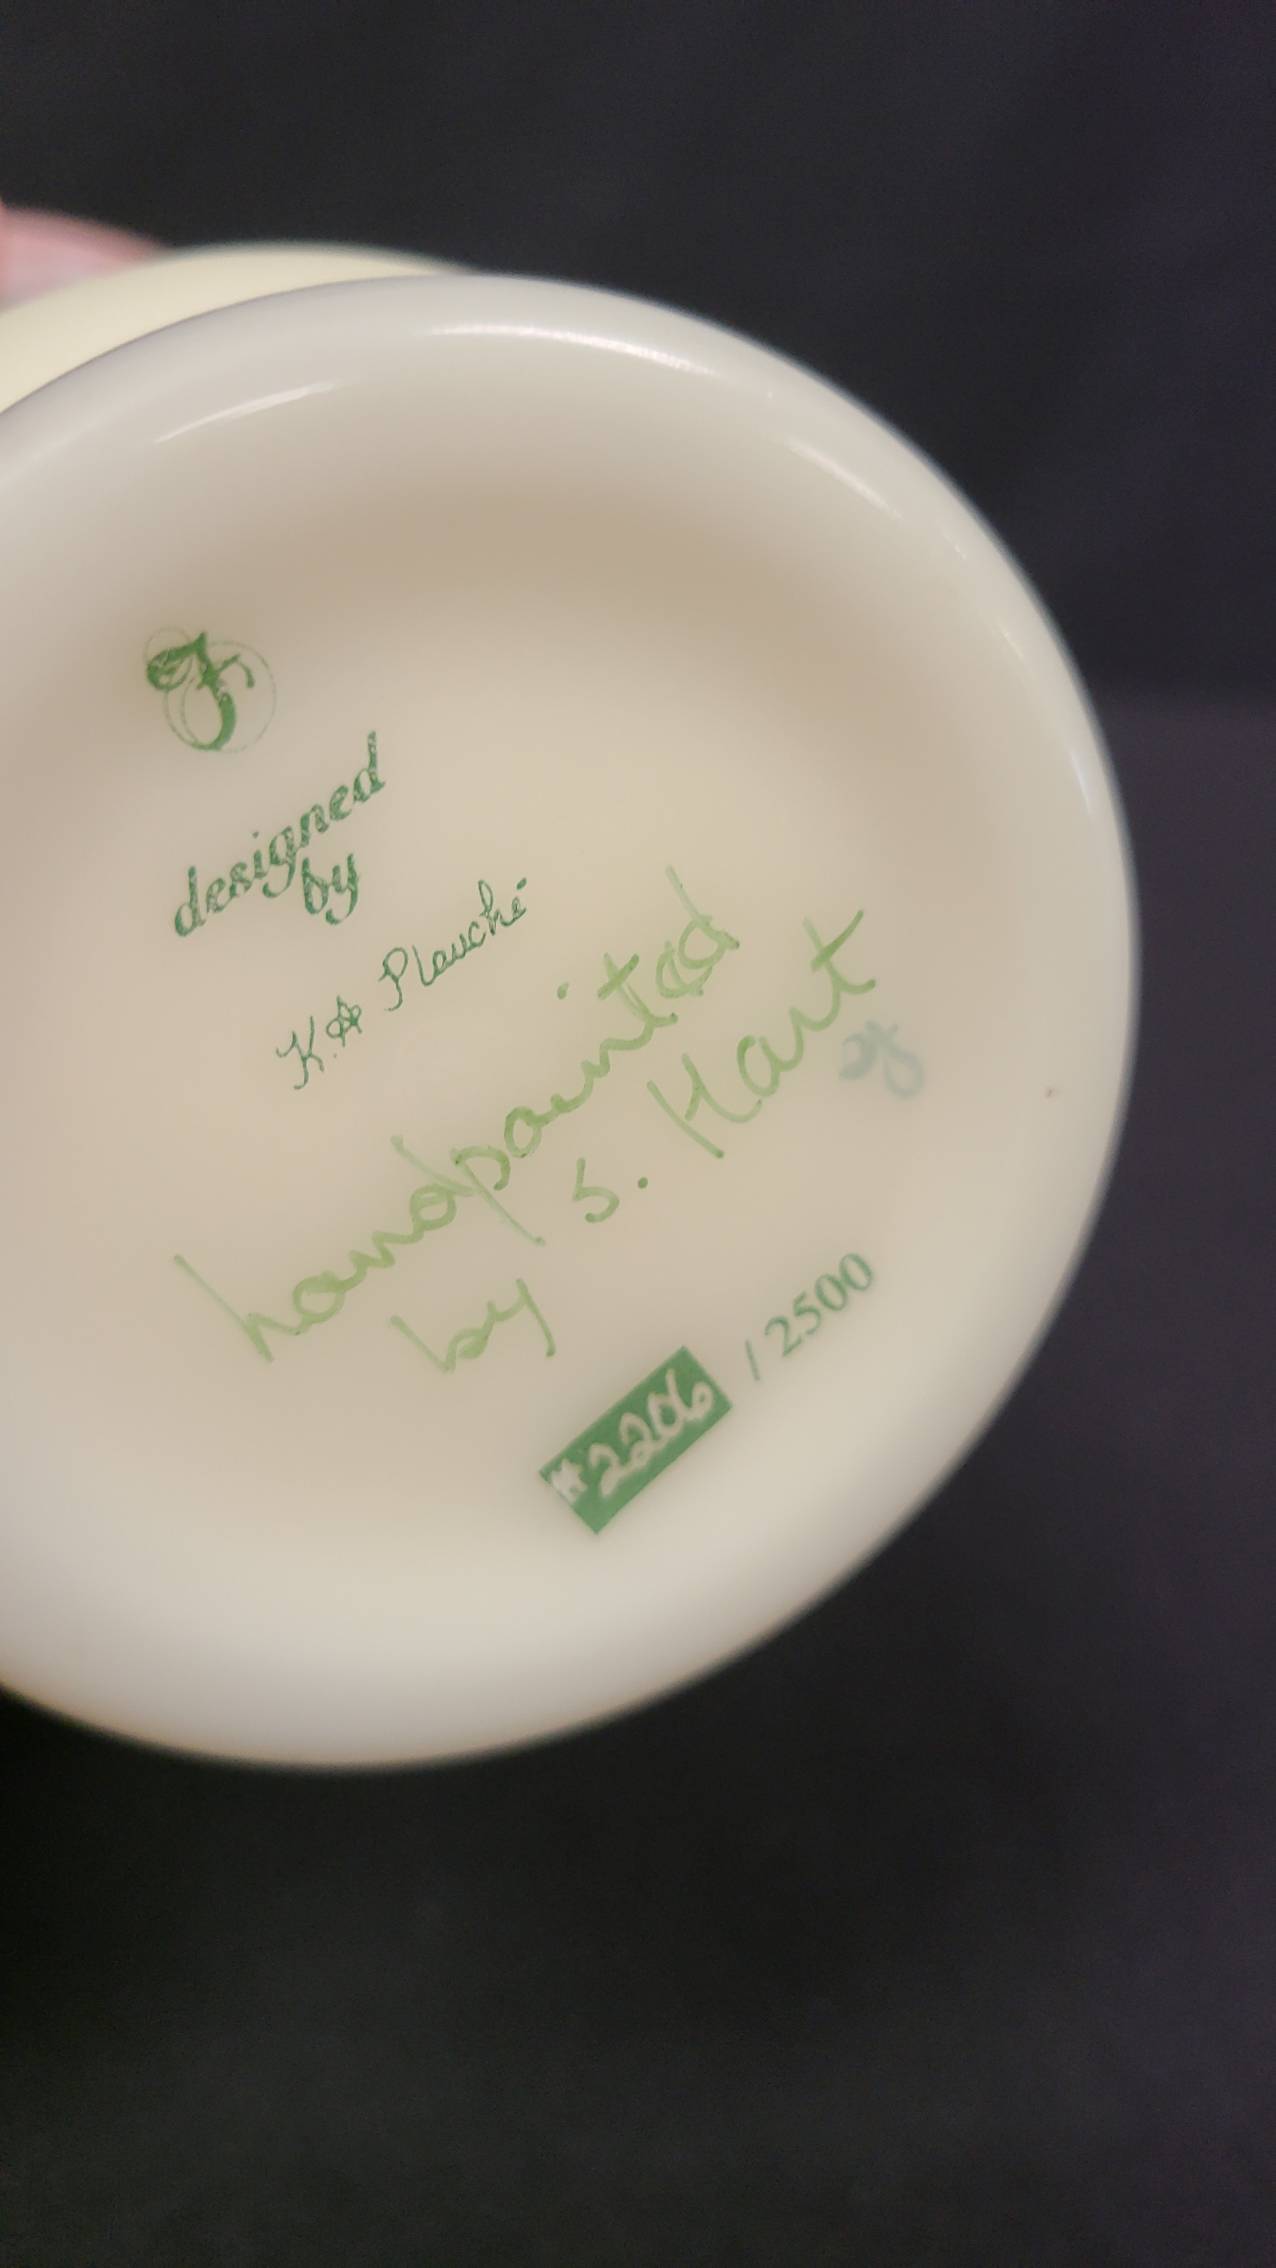 F
designed
by
K. Plauché
handpainted
by S. Hart
#2206 / 2500